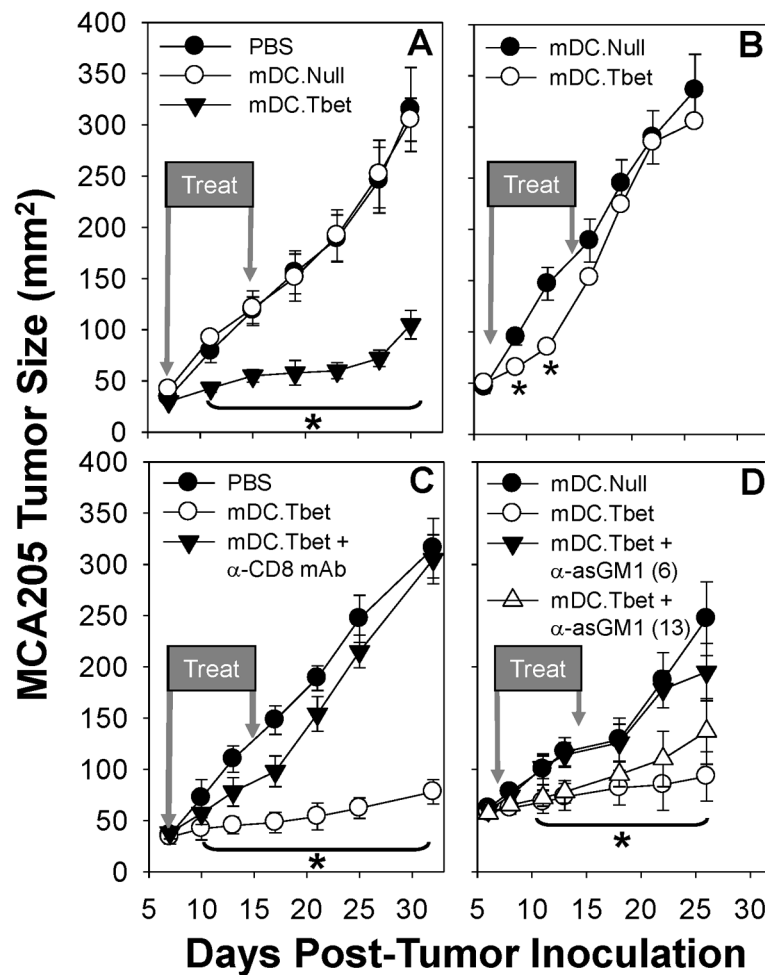 MCA205 Tumor Size (mm²)
A
PBS
mDC.Null
mDC.Tbet
Treat
*
400
350
300
250
200
150
100
50
0
B
mDC.Null
mDC.Tbet
Treat
*
*
C
PBS
mDC.Tbet
mDC.Tbet +
α-CD8 mAb
Treat
*
400
350
300
250
200
150
100
50
0
5 10 15 20 25 30
D
mDC.Null
mDC.Tbet
mDC.Tbet +
α-asGM1 (6)
mDC.Tbet +
α-asGM1 (13)
Treat
*
5 10 15 20 25 30
Days Post-Tumor Inoculation